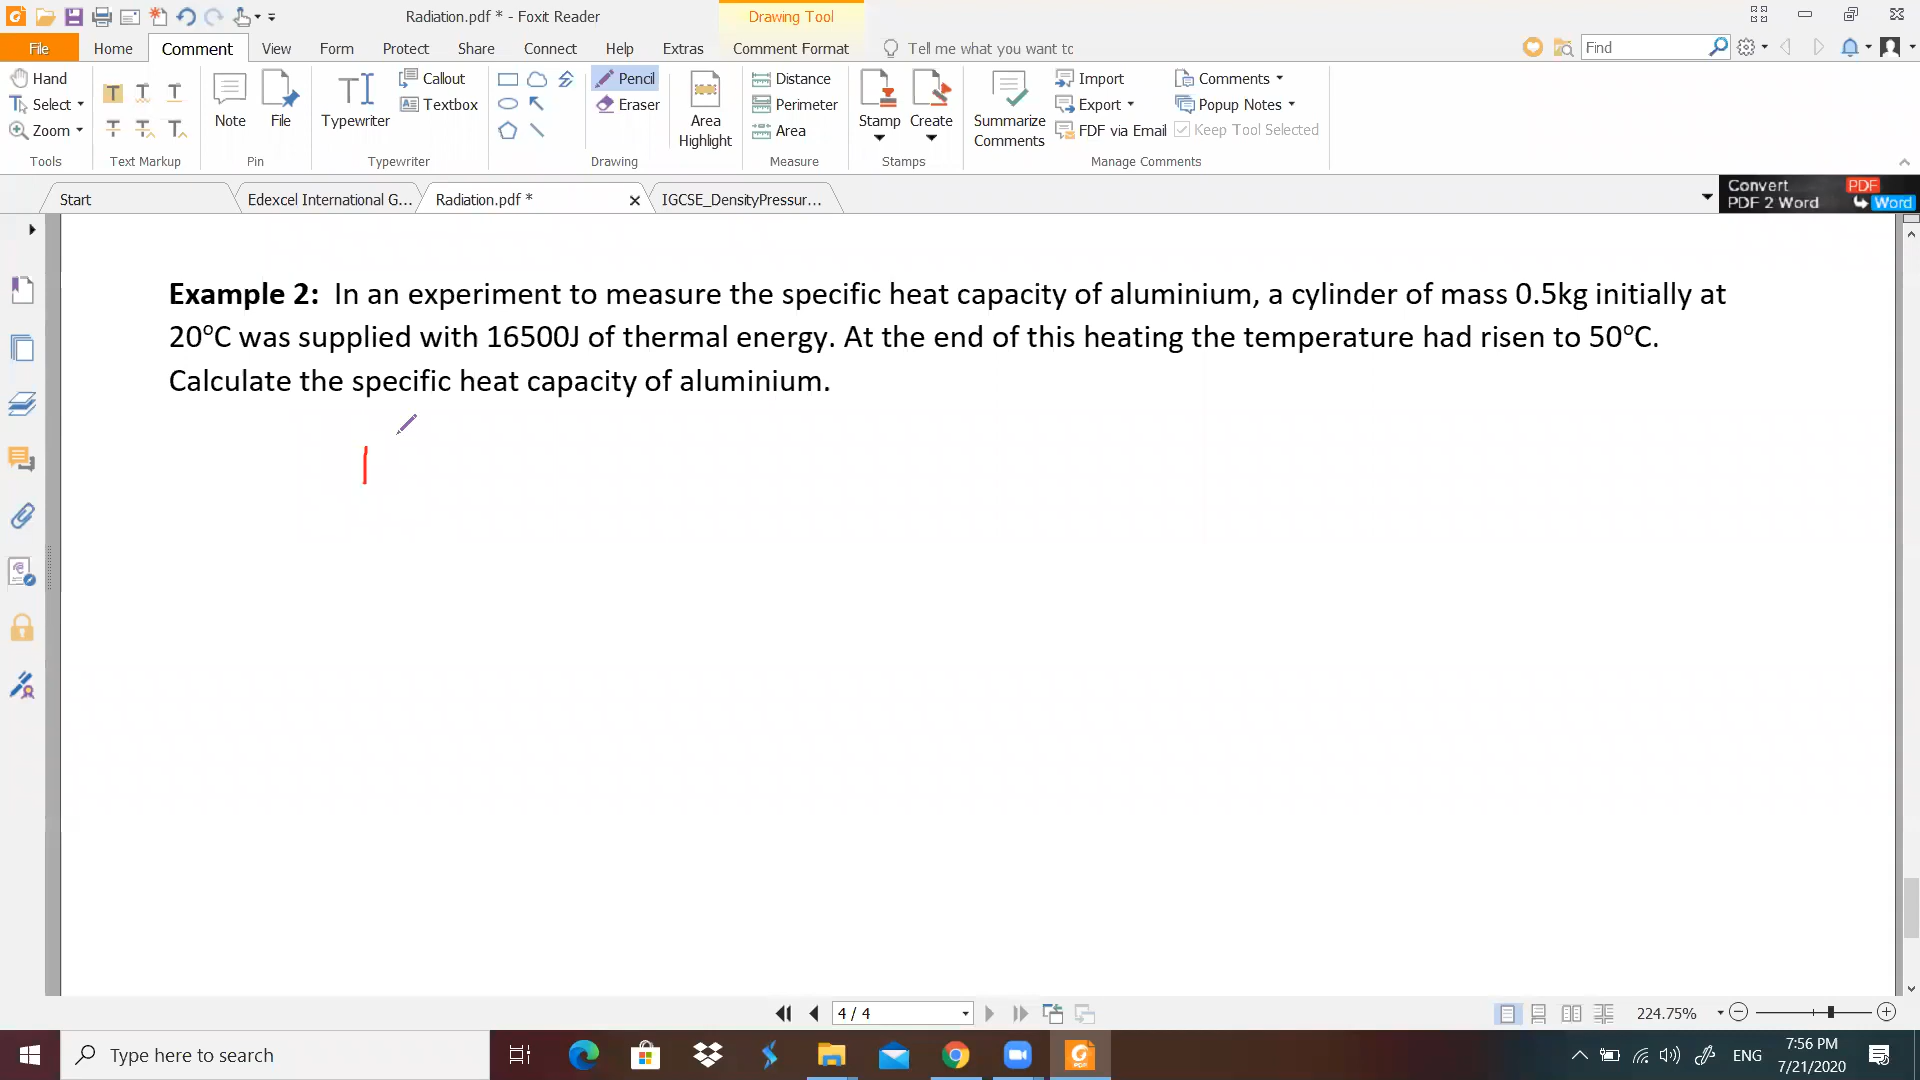 Radiation.pdf * - Foxit Reader
Drawing Tool
File Home Comment View Form Protect Share Connect Help Extras Comment Format Tell me what you want to Find
Hand
Select
Zoom
Tools
Text Markup
Note
File
Pin
Typewriter
Callout
Textbox
Typewriter
Pencil
Eraser
Drawing
Area
Highlight
Distance
Perimeter
Area
Measure
Stamp
Create
Stamps
Summarize
Comments
Import
Export
FDF via Email
Comments
Popup Notes
Keep Tool Selected
Manage Comments
Start
Edexcel International G...
Radiation.pdf *
IGCSE_DensityPressur...
Convert PDF
PDF 2 Word Word
Example 2: In an experiment to measure the specific heat capacity of aluminium, a cylinder of mass 0.5kg initially at
20°C was supplied with 16500J of thermal energy. At the end of this heating the temperature had risen to 50°C.
Calculate the specific heat capacity of aluminium.
4 / 4
224.75%
Type here to search
ENG
7:56 PM
7/21/2020